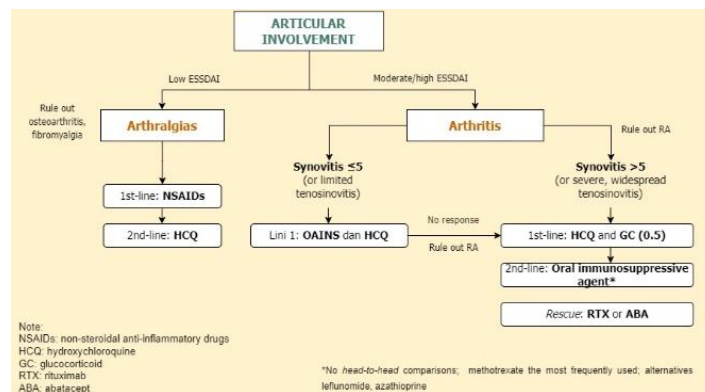 ARTICULAR
INVOLVEMENT
Low ESSDAI
Moderate/high ESSDAI
Rule out
osteoarthritis,
fibromyalgia
Arthralgias
Arthritis
Rule out RA
Synovitis ≤5
(or limited
tenosinovitis)
Synovitis >5
(or severe, widespread
tenosinovitis)
1st-line: NSAIDs
2nd-line: HCQ
Lini 1: OAINS dan HCQ
No response
Rule out RA
1st-line: HCQ and GC (0.5)
2nd-line: Oral immunosuppressive
agent*
Rescue: RTX or ABA
Note:
NSAIDs: non-steroidal anti-inflammatory drugs
HCQ: hydroxychloroquine
GC: glucocorticoid
RTX: rituximab
ABA: abatacept
*No head-to-head comparisons; methotrexate the most frequently used; alternatives
leflunomide, azathioprine